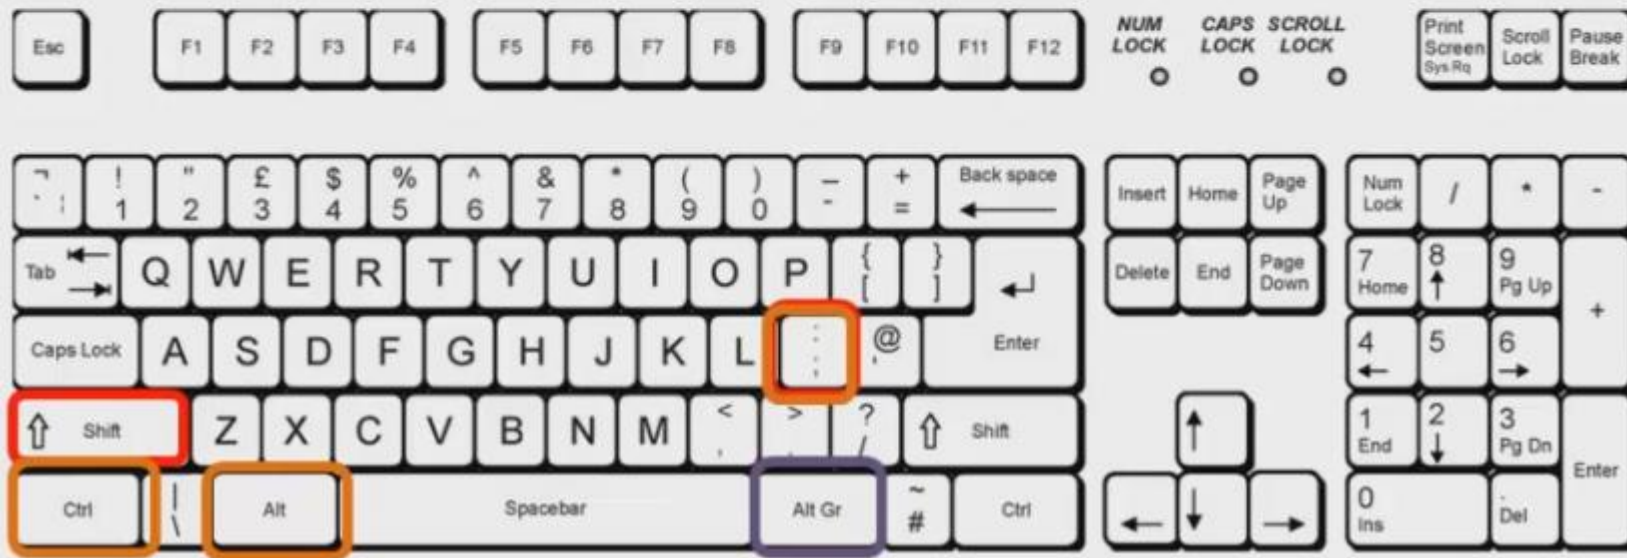 Esc F1 F2 F3 F4 F5 F6 F7 F8 F9 F10 F11 F12 NUM LOCK CAPS LOCK SCROLL LOCK Print Screen Sys Rq Scroll Lock Pause Break
¬ ` ¦ ! 1 " 2 £ 3 $ 4 % 5 ^ 6 & 7 * 8 ( 9 ) 0 _ - + = Back space Insert Home Page Up Num Lock / * -
Tab Q W E R T Y U I O P { [ } ] Enter Delete End Page Down 7 Home 8 9 Pg Up +
Caps Lock A S D F G H J K L : ; @ ' 4 5 6
Shift Z X C V B N M < , > . ? / Shift 1 End 2 3 Pg Dn Enter
Ctrl | \ Alt Spacebar Alt Gr ~ # Ctrl 0 Ins . Del